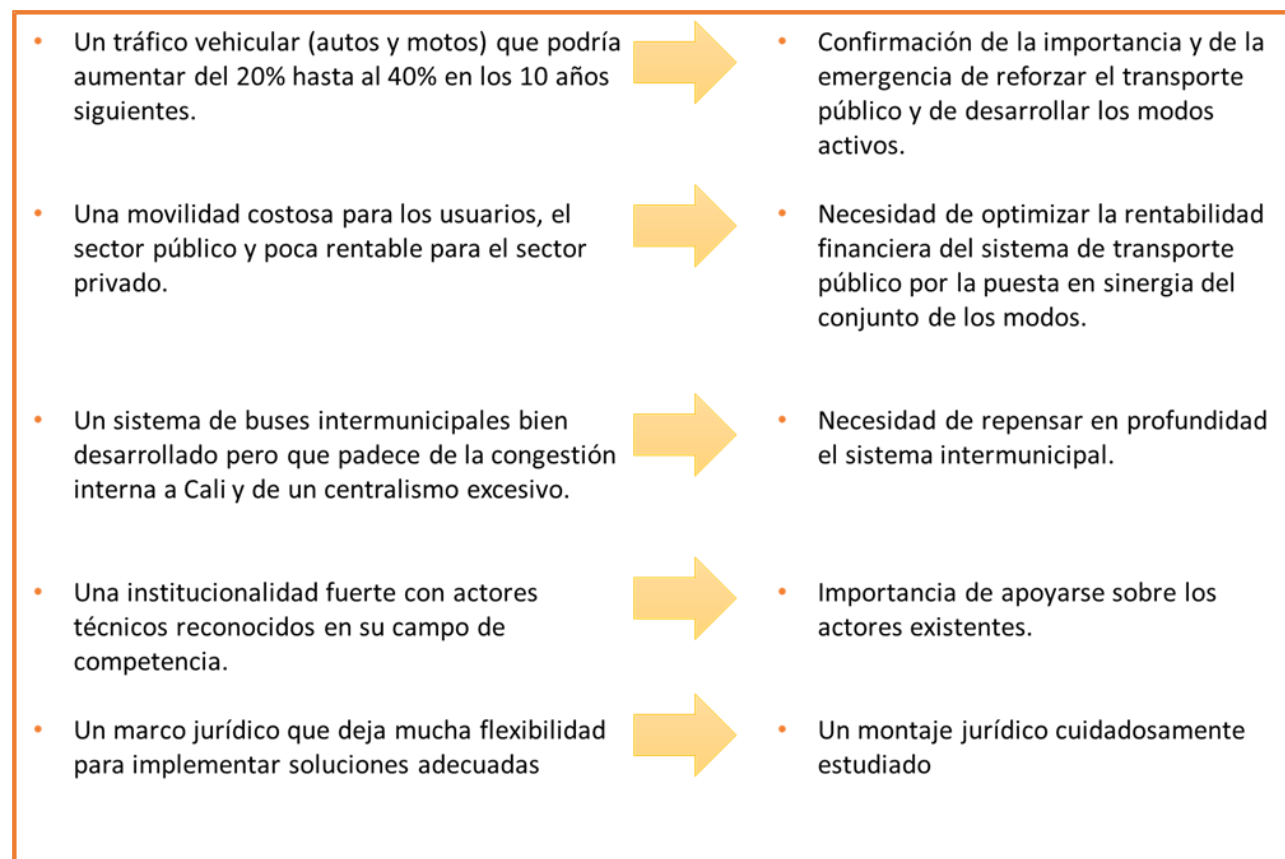 • Un tráfico vehicular (autos y motos) que podría
aumentar del 20% hasta al 40% en los 10 años
siguientes.
• Confirmación de la importancia y de la
emergencia de reforzar el transporte
público y de desarrollar los modos
activos.
• Una movilidad costosa para los usuarios, el
sector público y poca rentable para el sector
privado.
• Necesidad de optimizar la rentabilidad
financiera del sistema de transporte
público por la puesta en sinergia del
conjunto de los modos.
• Un sistema de buses intermunicipales bien
desarrollado pero que padece de la congestión
interna a Cali y de un centralismo excesivo.
• Necesidad de repensar en profundidad
el sistema intermunicipal.
• Una institucionalidad fuerte con actores
técnicos reconocidos en su campo de
competencia.
• Importancia de apoyarse sobre los
actores existentes.
• Un marco jurídico que deja mucha flexibilidad
para implementar soluciones adecuadas
• Un montaje jurídico cuidadosamente
estudiado